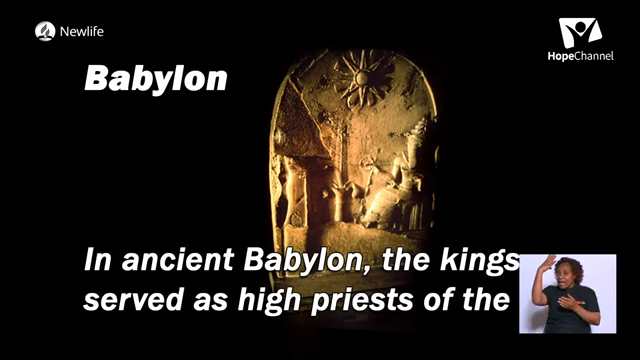 Newlife
HopeChannel
Babylon
In ancient Babylon, the kings
served as high priests of the